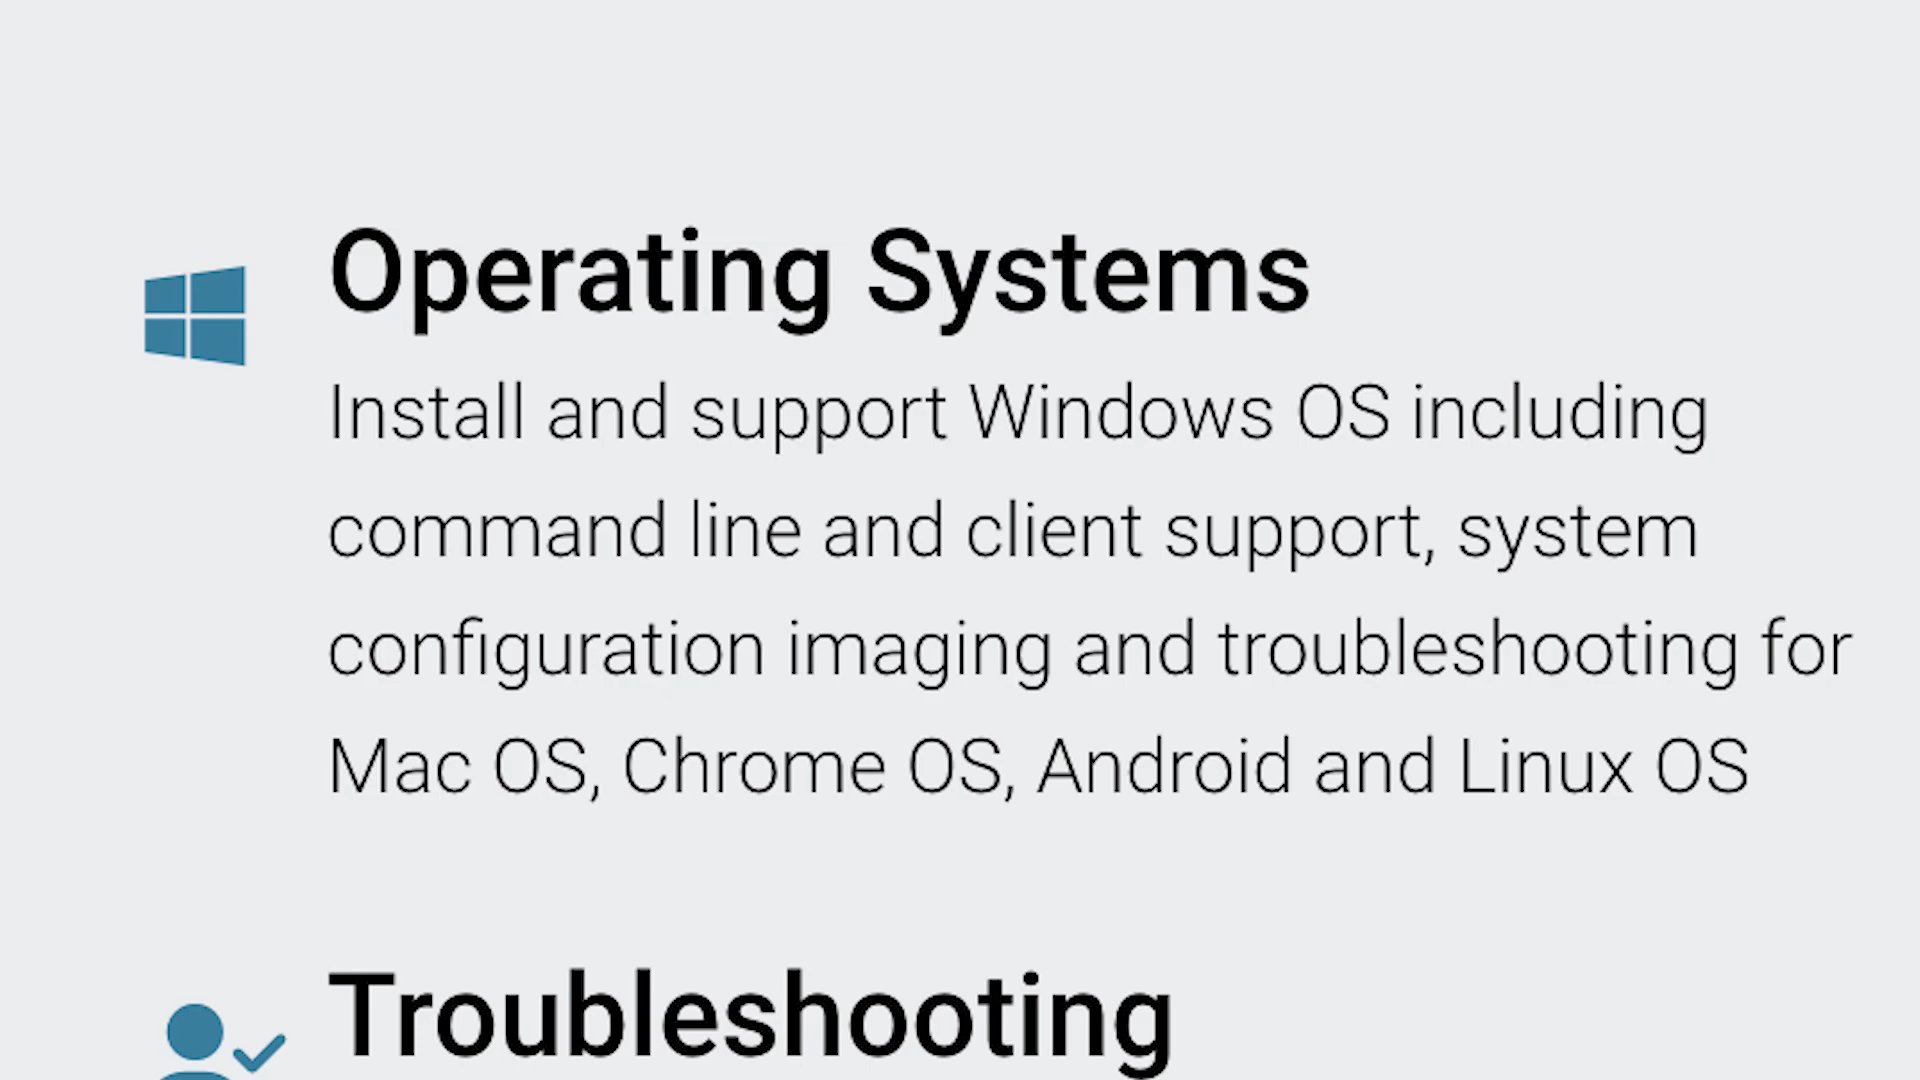 Operating Systems
Install and support Windows OS including
command line and client support, system
configuration imaging and troubleshooting for
Mac OS, Chrome OS, Android and Linux OS
Troubleshooting